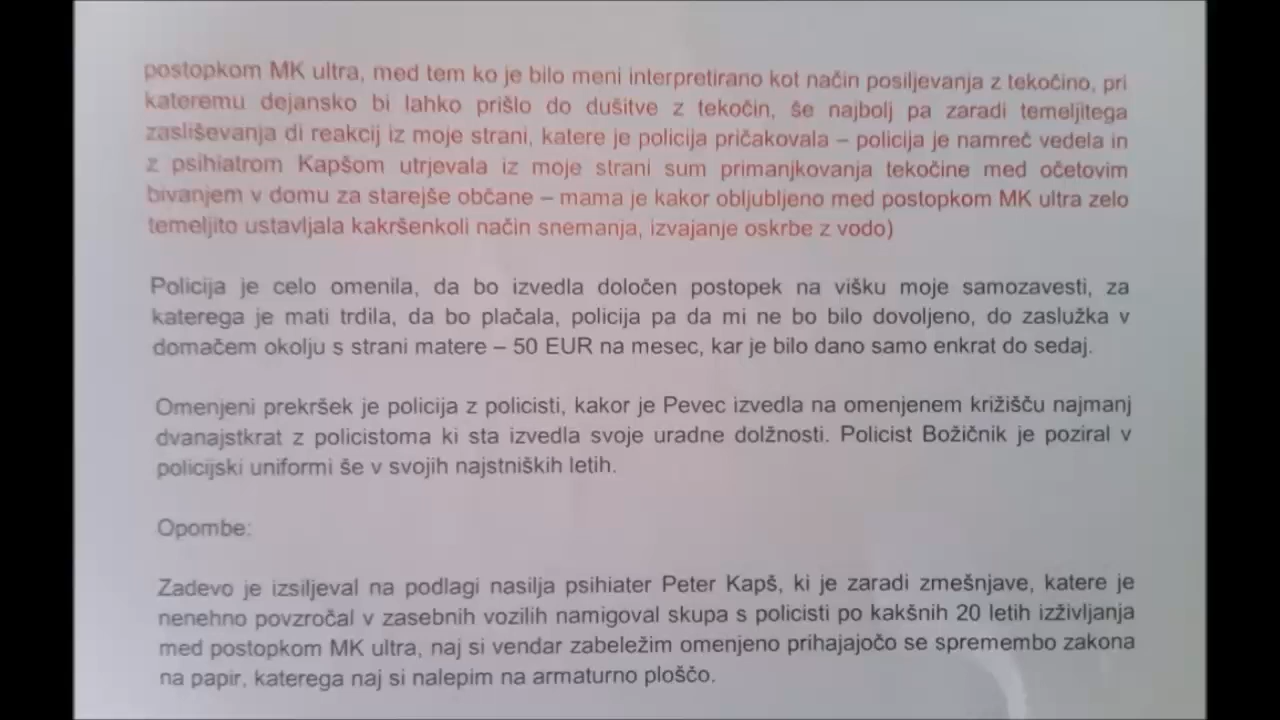 postopkom MK ultra, med tem ko je bilo meni interpretirano kot način posiljevanja z tekočino, pri
kateremu dejansko bi lahko prišlo do dušitve z tekočin, še najbolj pa zaradi temeljitega
zasliševanja di reakcij iz moje strani, katere je policija pričakovala – policija je namreč vedela in
z psihiatrom Kapšom utrjevala iz moje strani sum primanjkovanja tekočine med očetovim
bivanjem v domu za starejše občane – mama je kakor obljubljeno med postopkom MK ultra zelo
temeljito ustavljala kakršenkoli način snemanja, izvajanje oskrbe z vodo)
Policija je celo omenila, da bo izvedla določen postopek na višku moje samozavesti, za
katerega je mati trdila, da bo plačala, policija pa da mi ne bo bilo dovoljeno, do zaslužka v
domačem okolju s strani matere – 50 EUR na mesec, kar je bilo dano samo enkrat do sedaj.
Omenjeni prekršek je policija z policisti, kakor je Pevec izvedla na omenjenem križišču najmanj
dvanajstkrat z policistoma ki sta izvedla svoje uradne dolžnosti. Policist Božičnik je poziral v
policijski uniformi še v svojih najstniških letih.
Opombe:
Zadevo je izsiljeval na podlagi nasilja psihiater Peter Kapš, ki je zaradi zmešnjave, katere je
nenehno povzročal v zasebnih vozilih namigoval skupa s policisti po kakšnih 20 letih izživljanja
med postopkom MK ultra, naj si vendar zabeležim omenjeno prihajajočo se spremembo zakona
na papir, katerega naj si nalepim na armaturno ploščo.